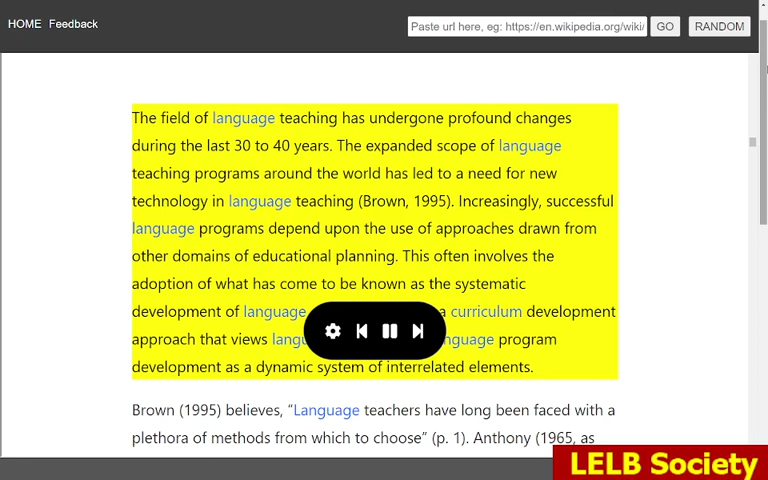 HOME Feedback
Paste url here, eg: https://en.wikipedia.org/wiki/ GO RANDOM
The field of language teaching has undergone profound changes
during the last 30 to 40 years. The expanded scope of language
teaching programs around the world has led to a need for new
technology in language teaching (Brown, 1995). Increasingly, successful
language programs depend upon the use of approaches drawn from
other domains of educational planning. This often involves the
adoption of what has come to be known as the systematic
development of language a curriculum development
approach that views program
development as a dynamic system of interrelated elements.
Brown (1995) believes, “Language teachers have long been faced with a
plethora of methods from which to choose” (p. 1). Anthony (1965, as
LELB Society